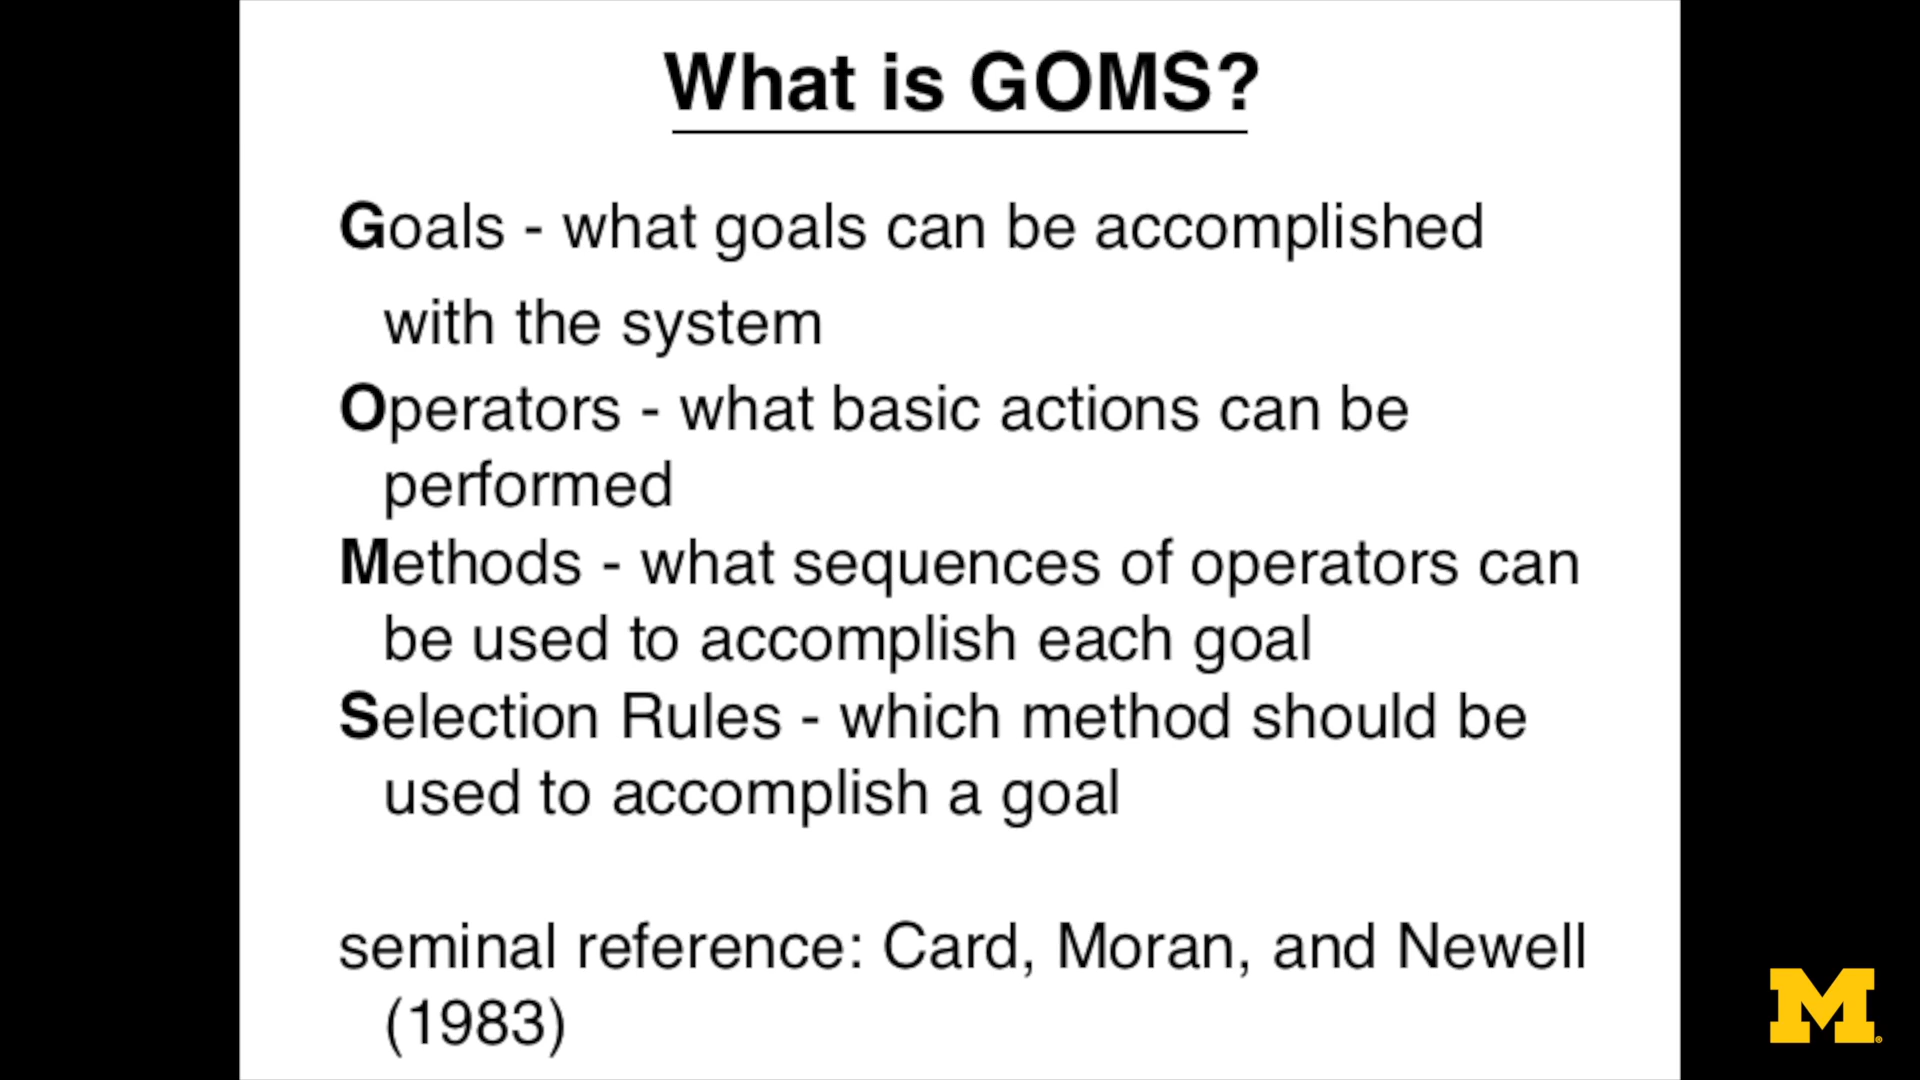 What is GOMS?
Goals - what goals can be accomplished
with the system
Operators - what basic actions can be
performed
Methods - what sequences of operators can
be used to accomplish each goal
Selection Rules - which method should be
used to accomplish a goal
seminal reference: Card, Moran, and Newell
(1983)
M®